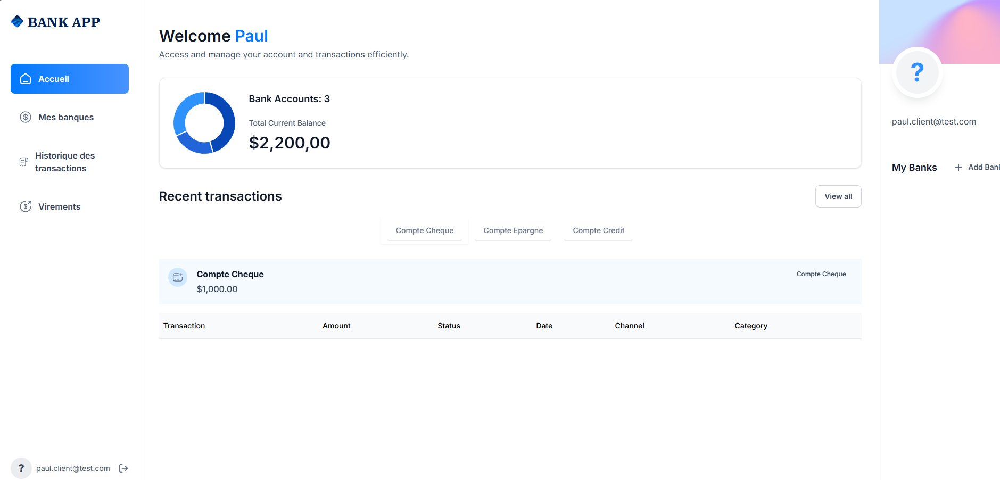 BANK APP
Accueil
Mes banques
Historique des
transactions
Virements
? paul.client@test.com
Welcome Paul
Access and manage your account and transactions efficiently.
Bank Accounts: 3
Total Current Balance
$2,200,00
Recent transactions
View all
Compte Cheque Compte Epargne Compte Credit
Compte Cheque
$1,000.00
Compte Cheque
Transaction Amount Status Date Channel Category
?
paul.client@test.com
My Banks
Add Bank